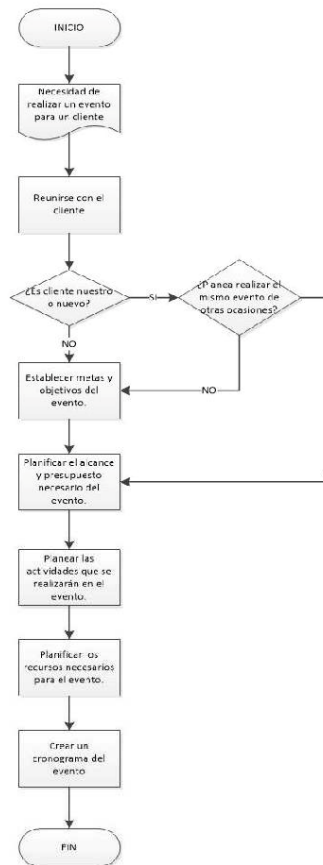 INICIO
Necesidad de
realizar un evento
para un cliente
Reunirse con el
cliente
¿Es cliente nuestro
o nuevo?
SI
¿Planea realizar el
mismo evento de
otras ocasiones?
NO
NO
Establecer metas y
objetivos del
evento.
Planificar el alcance
y presupuesto
necesario del
evento.
Planear las
actividades que se
realizarán en el
evento.
Planificar los
recursos necesarios
para el evento.
Crear un
cronograma del
evento
FIN